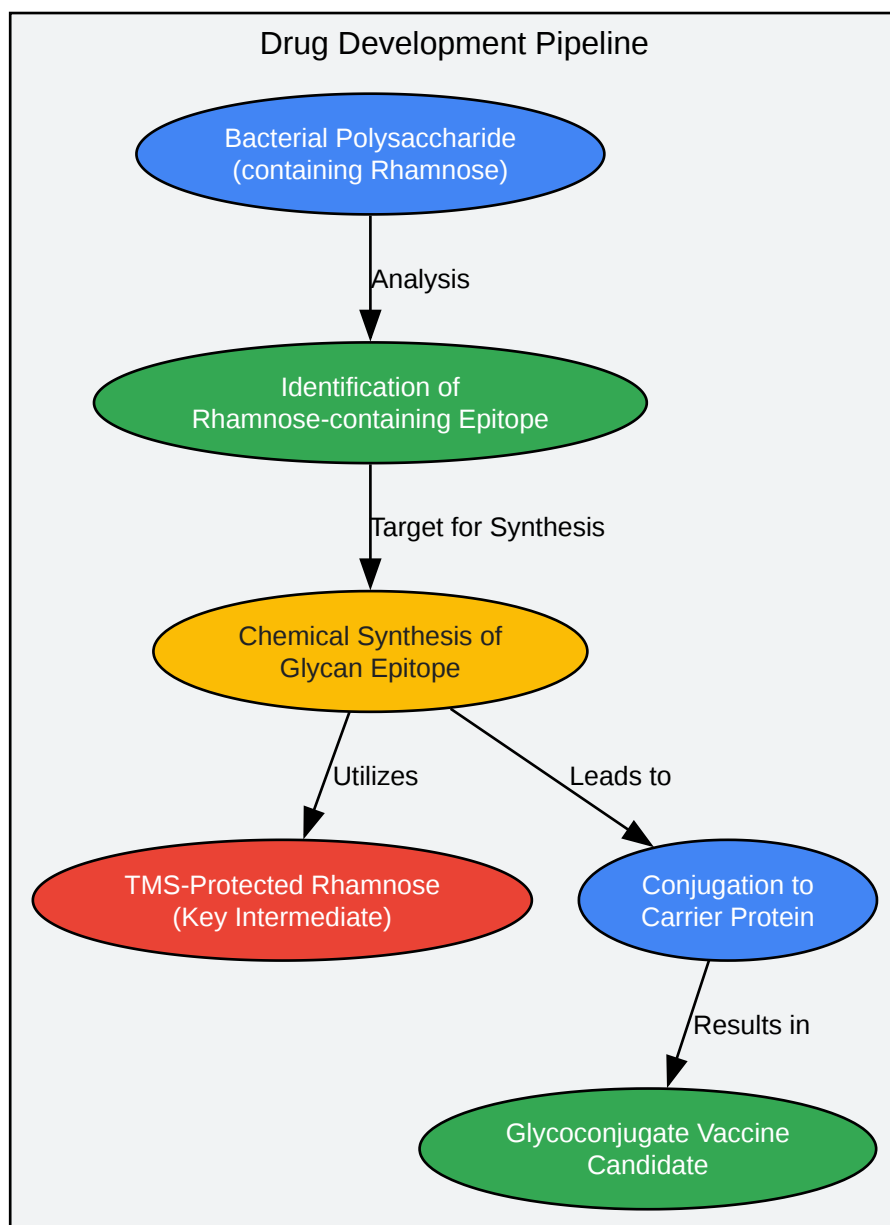 Drug Development Pipeline
Bacterial Polysaccharide
(containing Rhamnose)
Analysis
Identification of
Rhamnose-containing Epitope
Target for Synthesis
Chemical Synthesis of
Glycan Epitope
Utilizes
Leads to
TMS-Protected Rhamnose
(Key Intermediate)
Conjugation to
Carrier Protein
Results in
Glycoconjugate Vaccine
Candidate